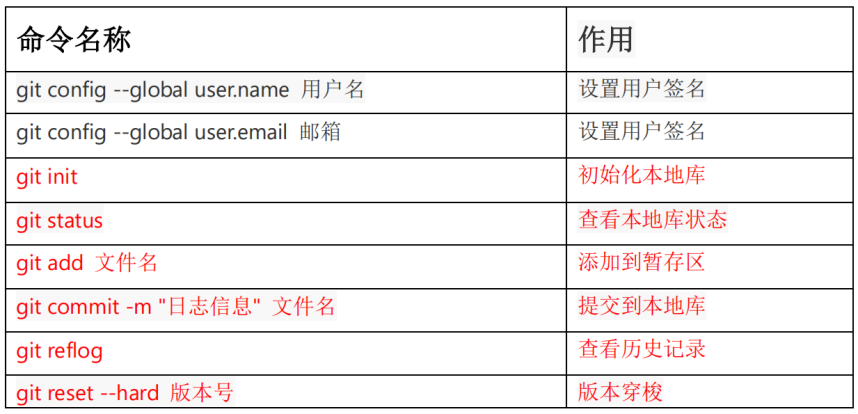 命令名称 作用
git config --global user.name 用户名 设置用户签名
git config --global user.email 邮箱 设置用户签名
git init 初始化本地库
git status 查看本地库状态
git add 文件名 添加到暂存区
git commit -m "日志信息" 文件名 提交到本地库
git reflog 查看历史记录
git reset --hard 版本号 版本穿梭